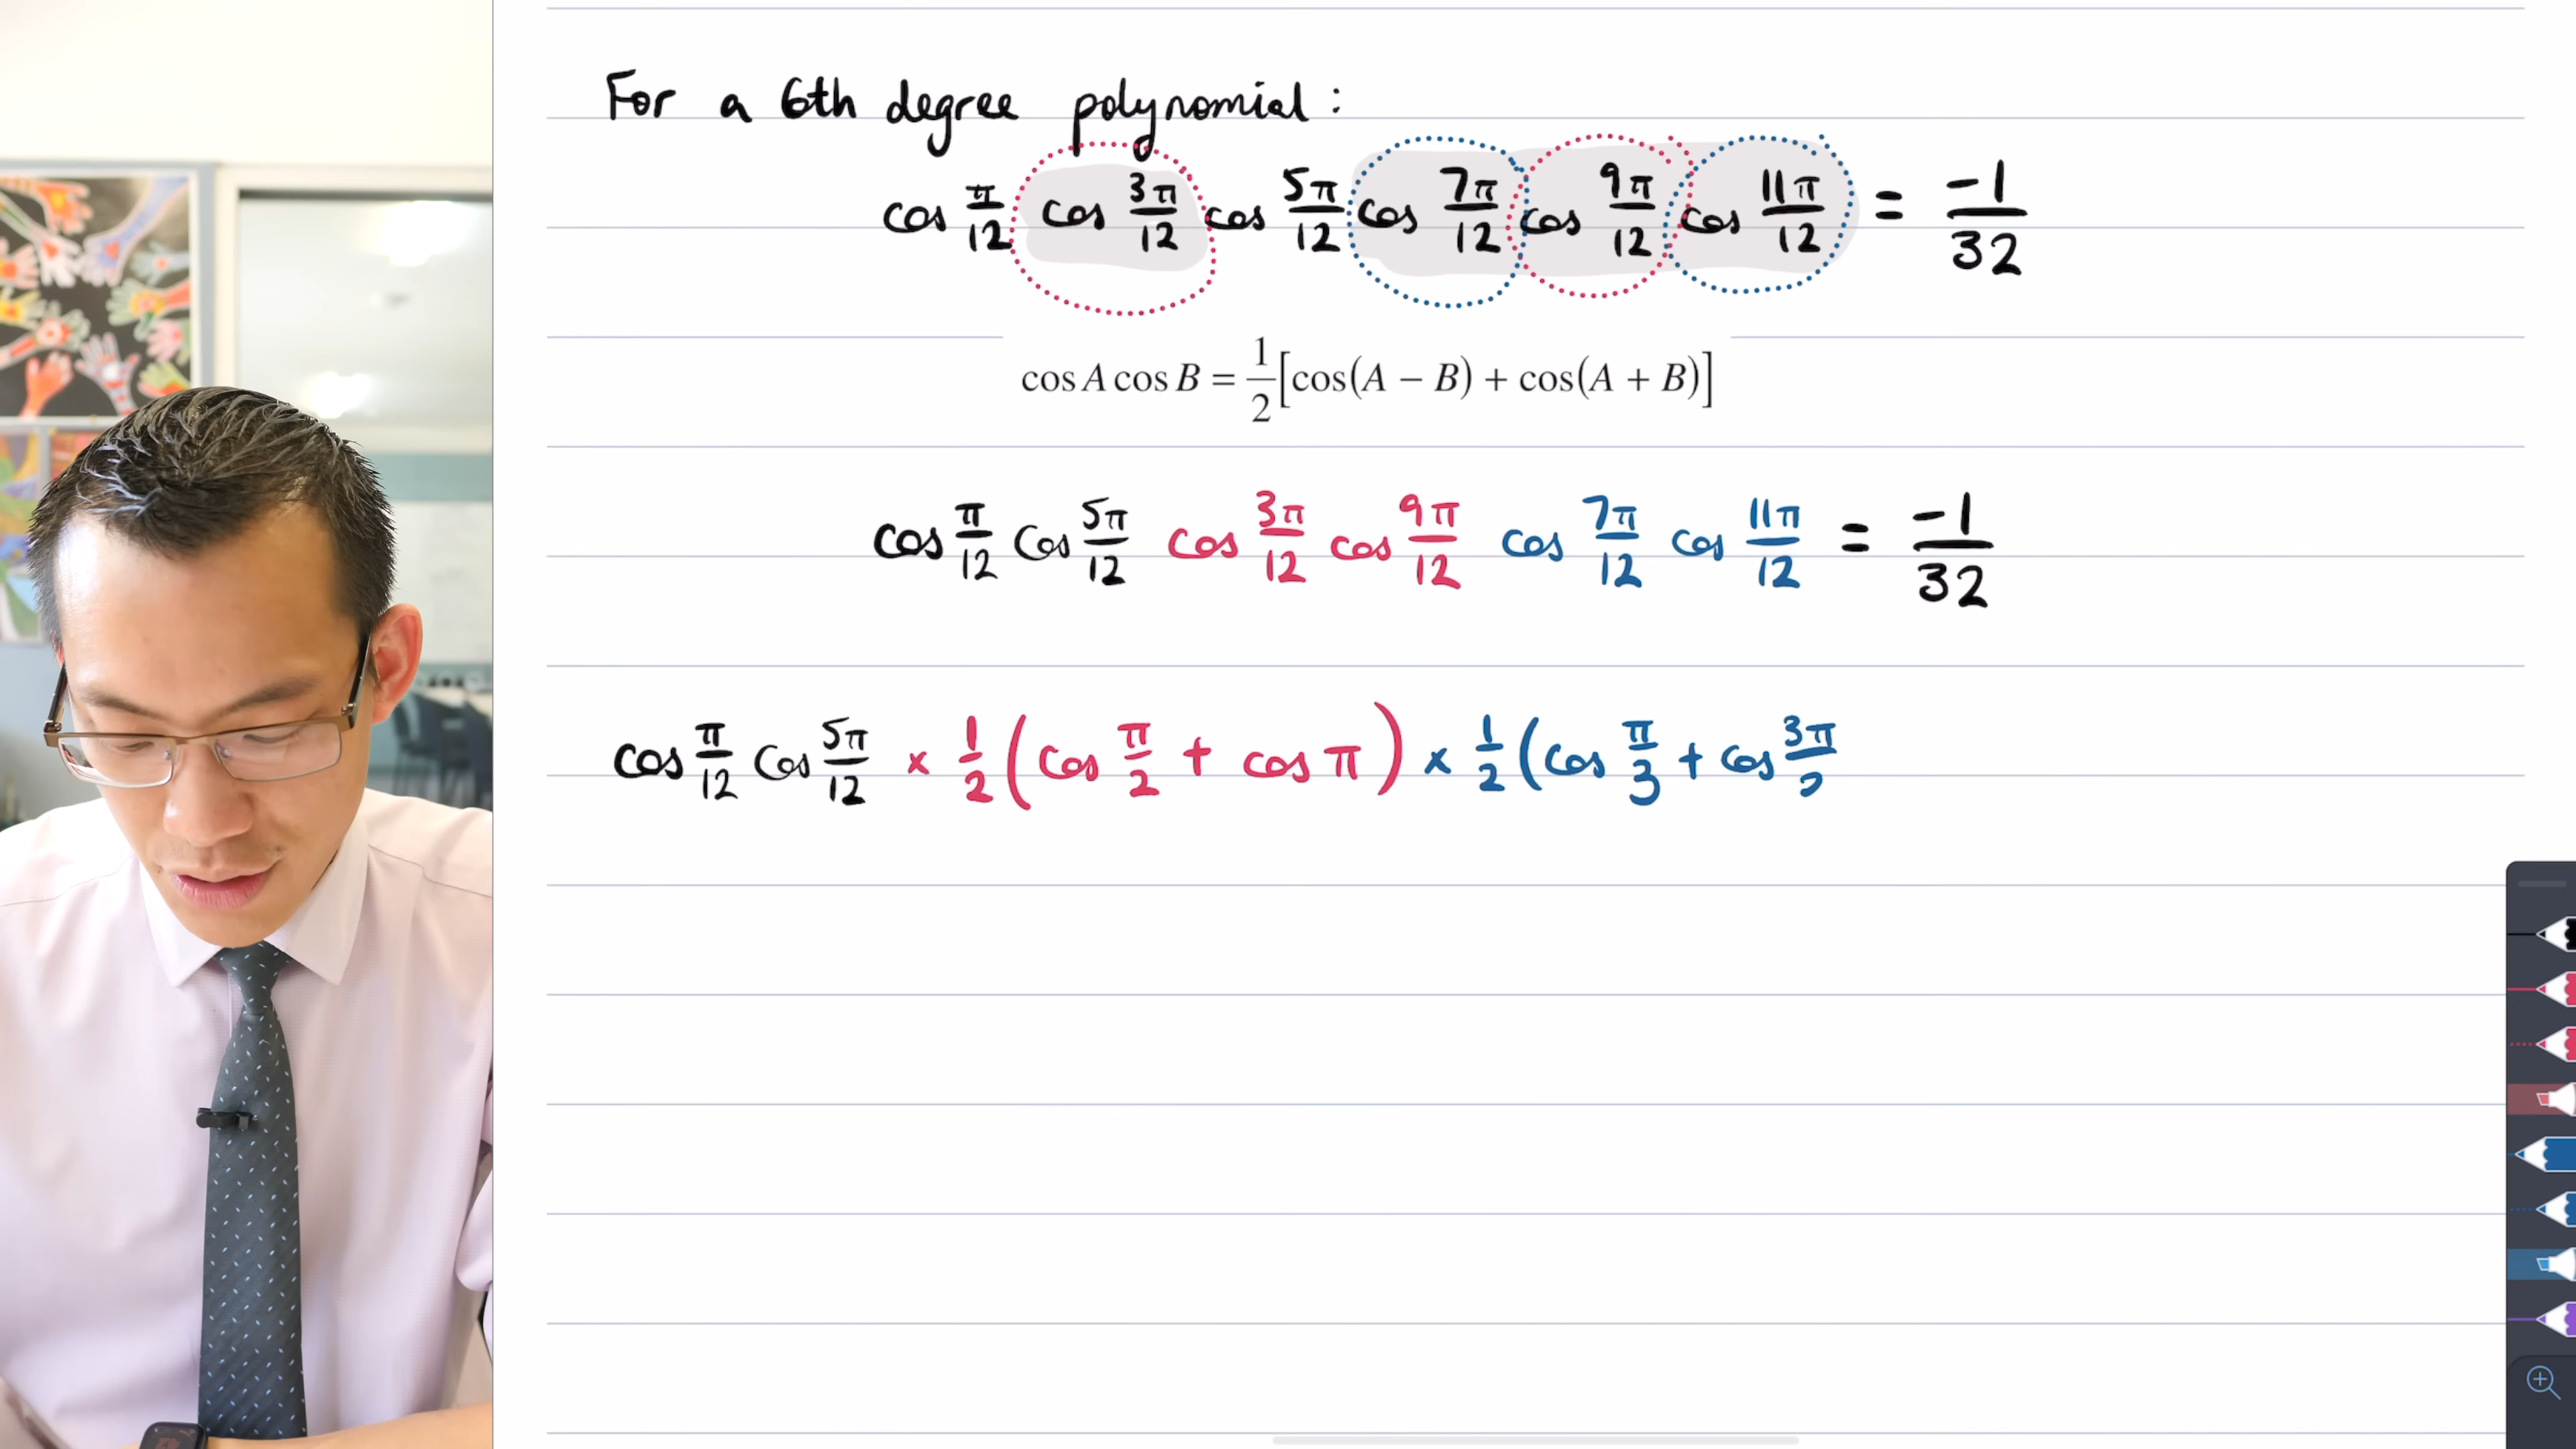 For a 6th degree polynomial:
cos π/12 cos 3π/12 cos 5π/12 cos 7π/12 cos 9π/12 cos 11π/12 = -1/32
cos A cos B = 1/2[cos(A − B) + cos(A + B)]
cos π/12 cos 5π/12 cos 3π/12 cos 9π/12 cos 7π/12 cos 11π/12 = -1/32
cos π/12 cos 5π/12 × 1/2 (cos π/2 + cos π) × 1/2 (cos π/3 + cos 3π/